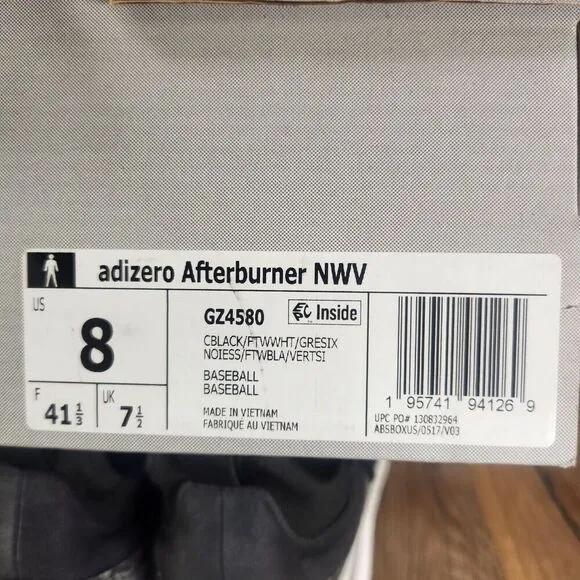 adizero Afterburner NWV
US
8
F
41 1/3
UK
7 1/2
GZ4580
Inside
CBLACK/FTWWHT/GRESIX
NOIESS/FTWBLA/VERTSI
BASEBALL
BASEBALL
MADE IN VIETNAM
FABRIQUÉ AU VIETNAM
1 95741 94126 9
UPC PO# 130832964
ABSBOXUS/0517/V03